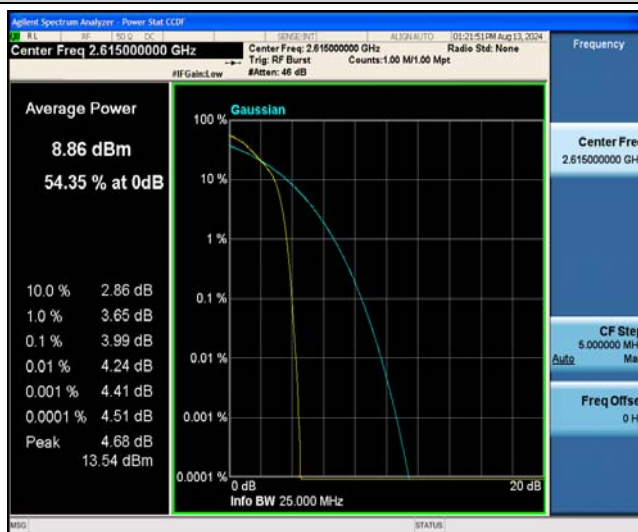 Agilent Spectrum Analyzer - Power Stat CCDF
RL RF 50 Ω DC SENSE:INT ALIGN AUTO 01:21:51 PM Aug 13, 2024
Center Freq 2.615000000 GHz
Center Freq: 2.615000000 GHz Radio Std: None
Trig: RF Burst Counts:1.00 M/1.00 Mpt
#IFGain:Low #Atten: 46 dB
Frequency
Average Power
8.86 dBm
54.35 % at 0dB
10.0 % 2.86 dB
1.0 % 3.65 dB
0.1 % 3.99 dB
0.01 % 4.24 dB
0.001 % 4.41 dB
0.0001 % 4.51 dB
Peak 4.68 dB
13.54 dBm
Gaussian
100 %
10 %
1 %
0.1 %
0.01 %
0.001 %
0.0001 %
0 dB 20 dB
Info BW 25.000 MHz
Center Fre
2.615000000 GH
CF Step
5.000000 MH
Auto Ma
Freq Offse
0 H
MSG STATUS